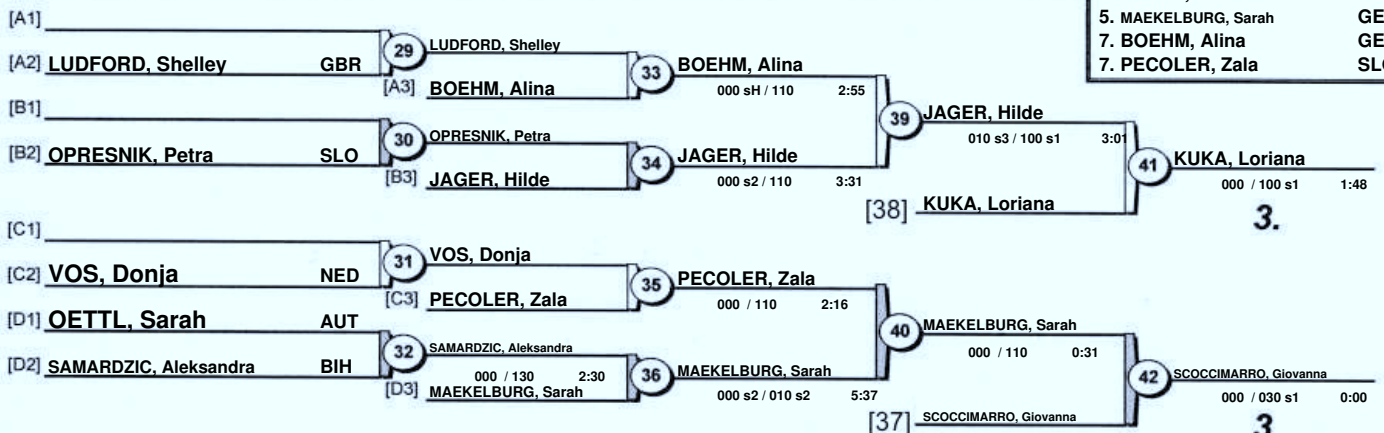 5. MAEKELBURG, Sarah GE
7. BOEHM, Alina GE
7. PECOLER, Zala SLO
[A1]
[A2] LUDFORD, Shelley GBR
29
LUDFORD, Shelley
[A3] BOEHM, Alina
33
BOEHM, Alina
000 sH / 110 2:55
[B1]
[B2] OPRESNIK, Petra SLO
30
OPRESNIK, Petra
[B3] JAGER, Hilde
34
JAGER, Hilde
000 s2 / 110 3:31
39
JAGER, Hilde
010 s3 / 100 s1 3:01
[38] KUKA, Loriana
41
KUKA, Loriana
000 / 100 s1 1:48
3.
[C1]
[C2] VOS, Donja NED
31
VOS, Donja
[C3] PECOLER, Zala
35
PECOLER, Zala
000 / 110 2:16
[D1] OETTL, Sarah AUT
[D2] SAMARDZIC, Aleksandra BIH
32
SAMARDZIC, Aleksandra
000 / 130 2:30
[D3] MAEKELBURG, Sarah
36
MAEKELBURG, Sarah
000 s2 / 010 s2 5:37
40
MAEKELBURG, Sarah
000 / 110 0:31
[37] SCOCCIMARRO, Giovanna
42
SCOCCIMARRO, Giovanna
000 / 030 s1 0:00
3